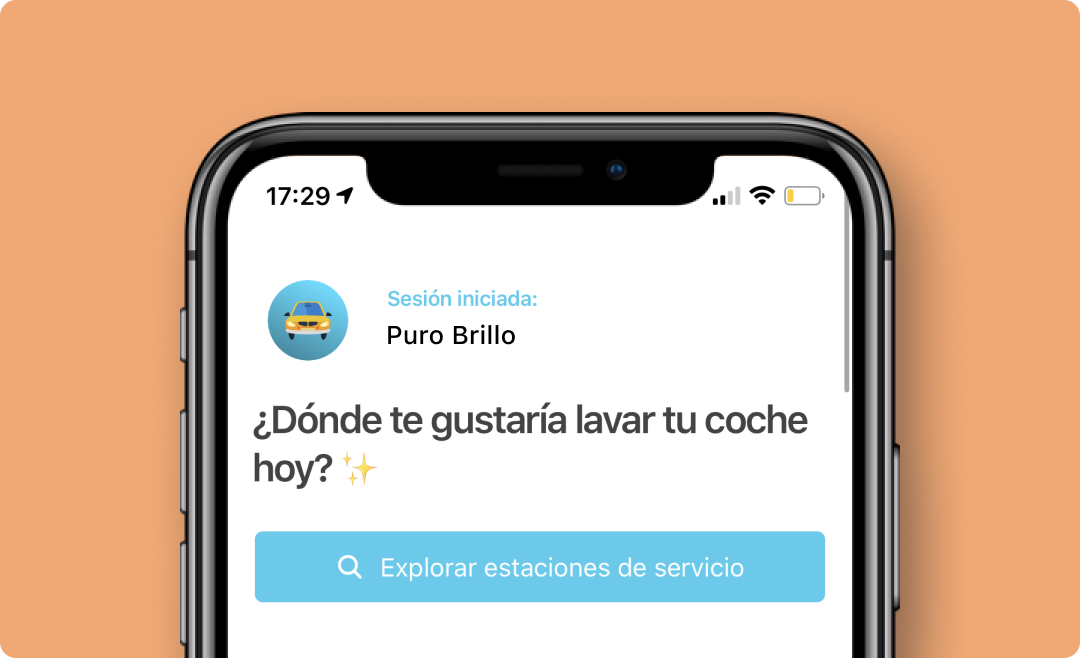 17:29
Sesión iniciada:
Puro Brillo
¿Dónde te gustaría lavar tu coche
hoy? ✨
Explorar estaciones de servicio